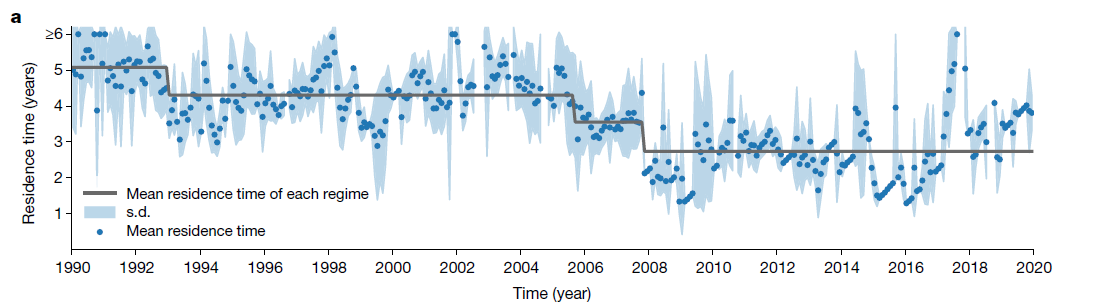 a
≥6
5
4
3
2
1
Residence time (years)
Mean residence time of each regime
s.d.
Mean residence time
1990 1992 1994 1996 1998 2000 2002 2004 2006 2008 2010 2012 2014 2016 2018 2020
Time (year)